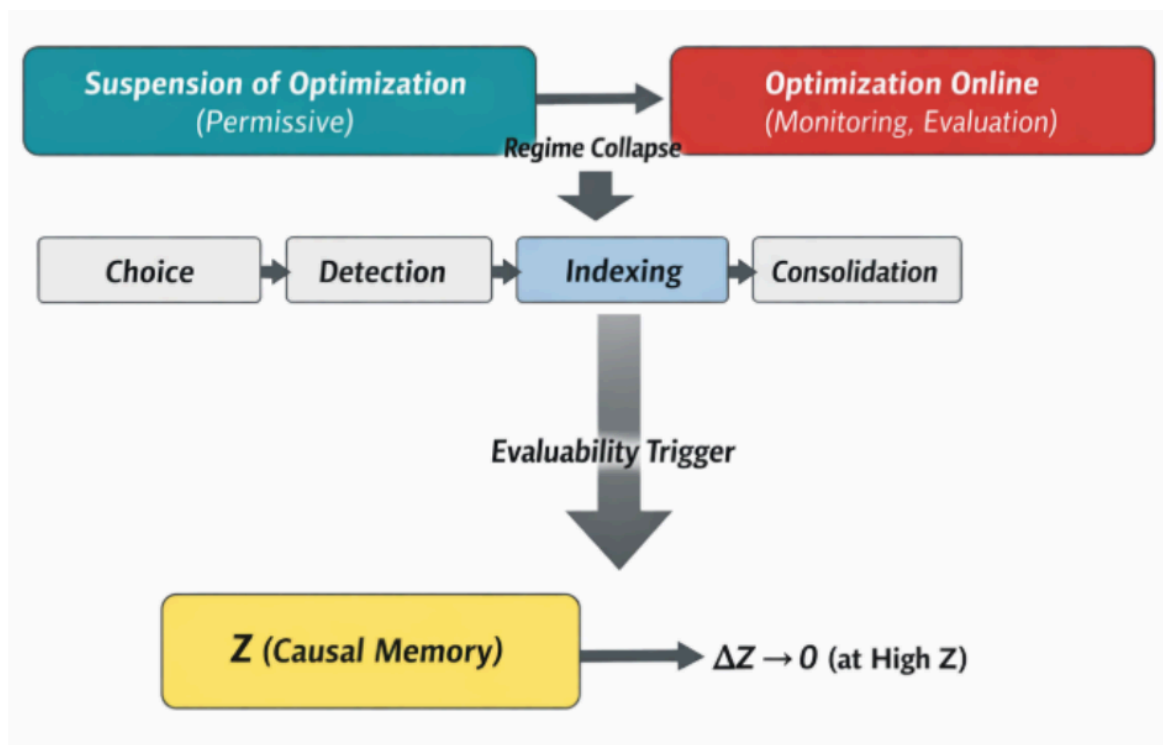 Suspension of Optimization
(Permissive)
Optimization Online
(Monitoring, Evaluation)
Regime Collapse
Choice
Detection
Indexing
Consolidation
Evaluability Trigger
Z (Causal Memory)
ΔZ → 0 (at High Z)